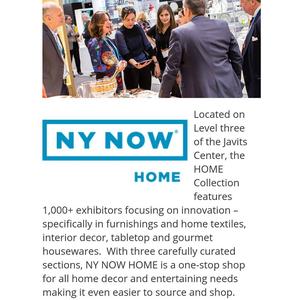 NY NOW®
HOME
Located on
Level three
of the Javits
Center, the
HOME
Collection
features
1,000+ exhibitors focusing on innovation –
specifically in furnishings and home textiles,
interior decor, tabletop and gourmet
housewares. With three carefully curated
sections, NY NOW HOME is a one-stop shop
for all home decor and entertaining needs
making it even easier to source and shop.